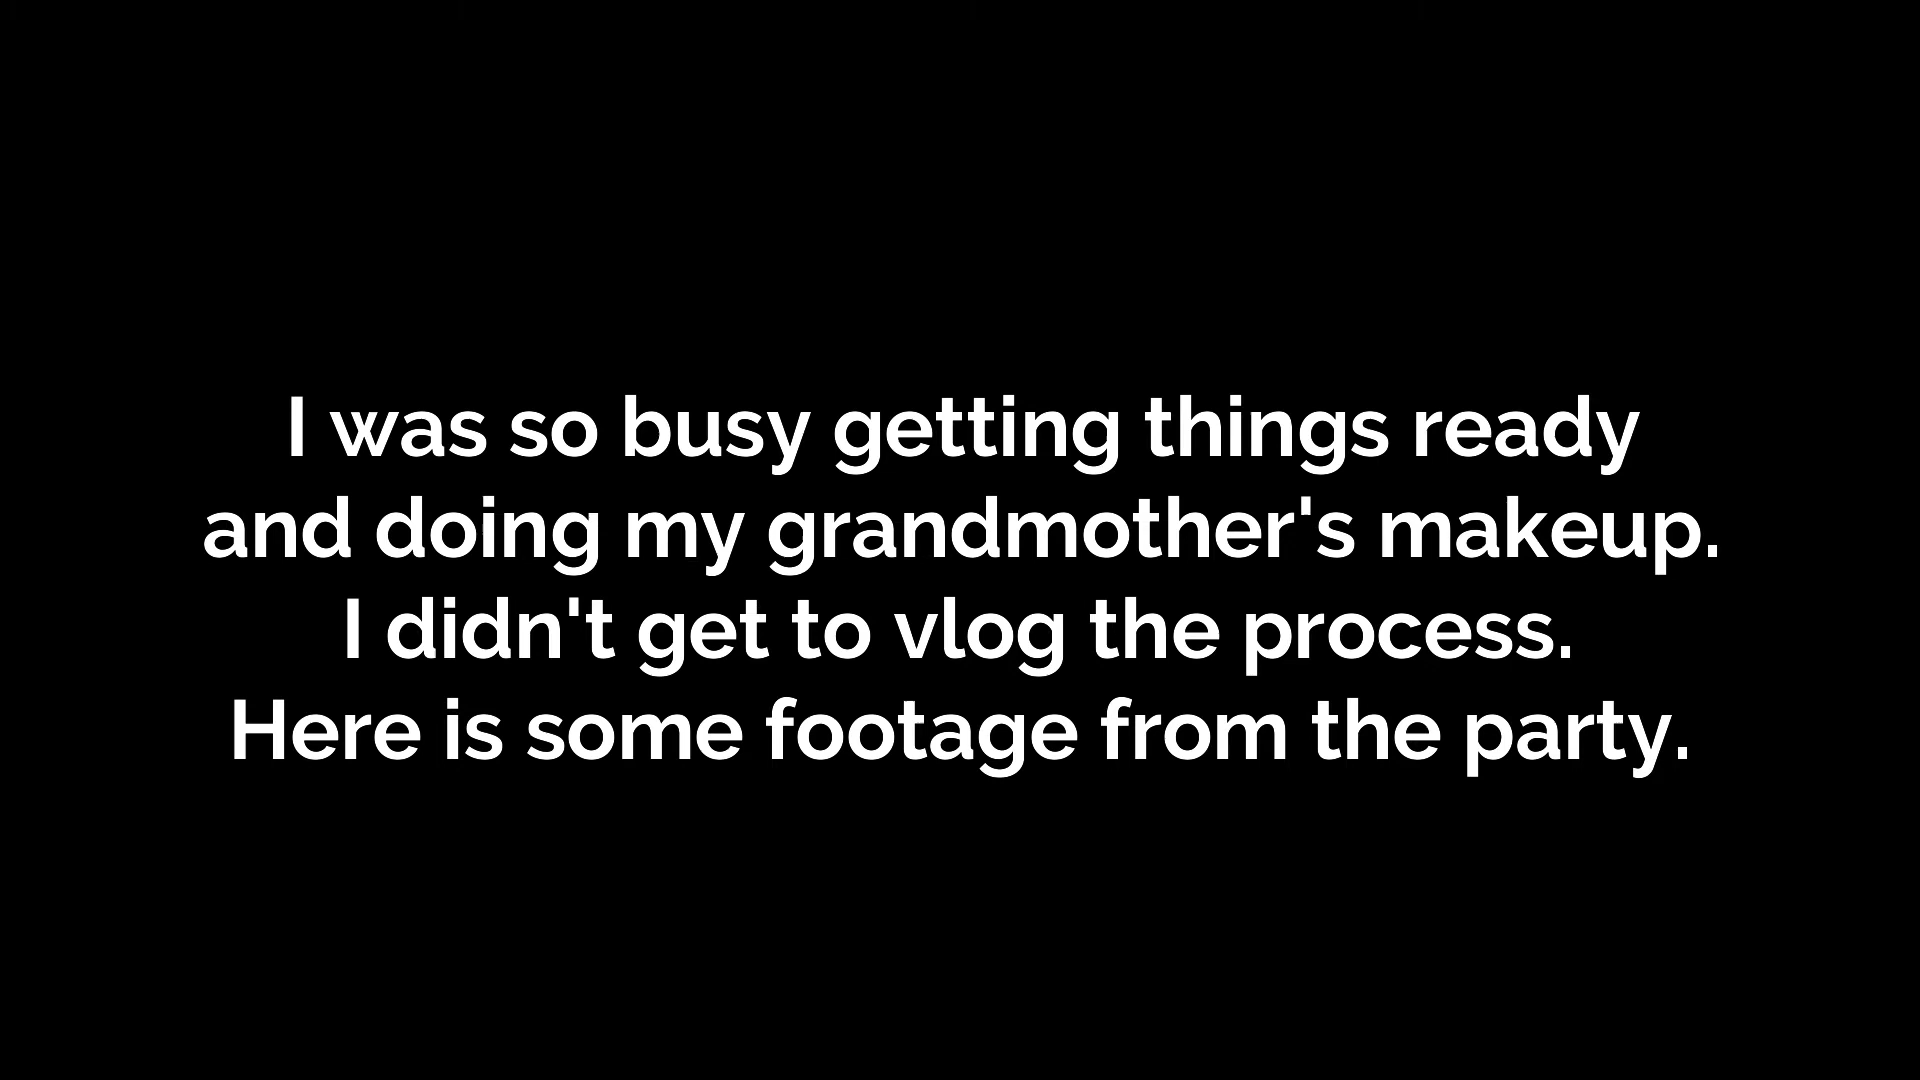 I was so busy getting things ready
and doing my grandmother's makeup.
I didn't get to vlog the process.
Here is some footage from the party.